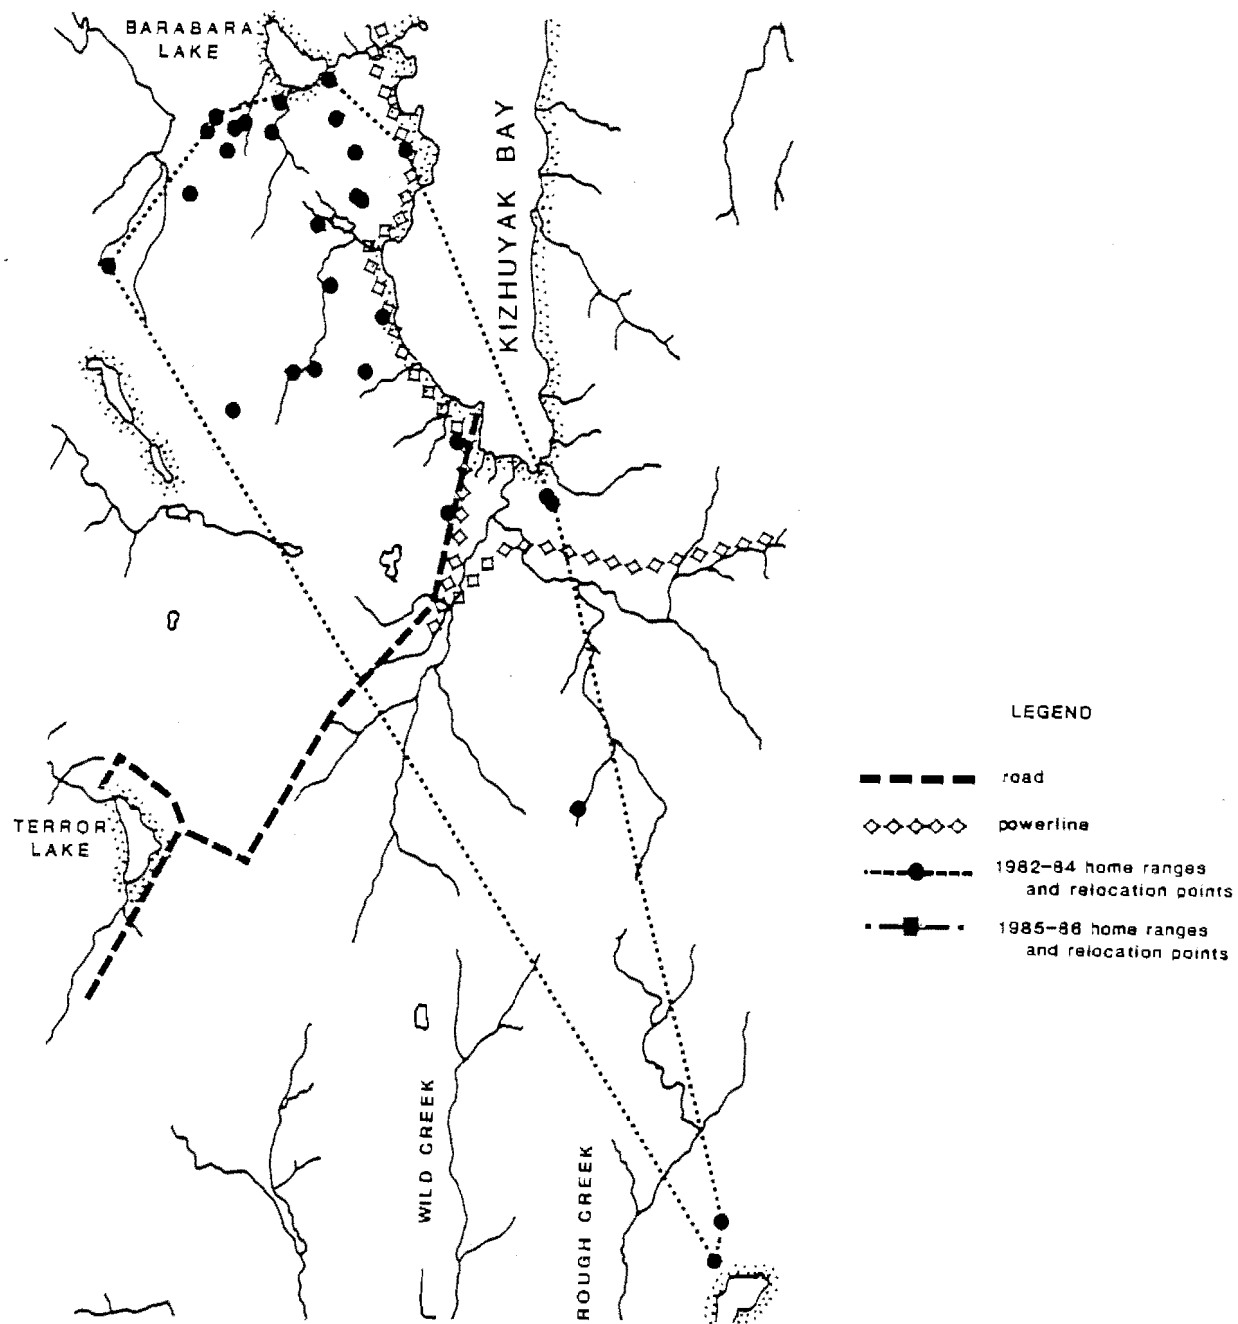 BARABARA
LAKE
KIZHUYAK BAY
TERROR
LAKE
WILD CREEK
ROUGH CREEK
LEGEND
road
powerline
1982-84 home ranges
and relocation points
1985-86 home ranges
and relocation points